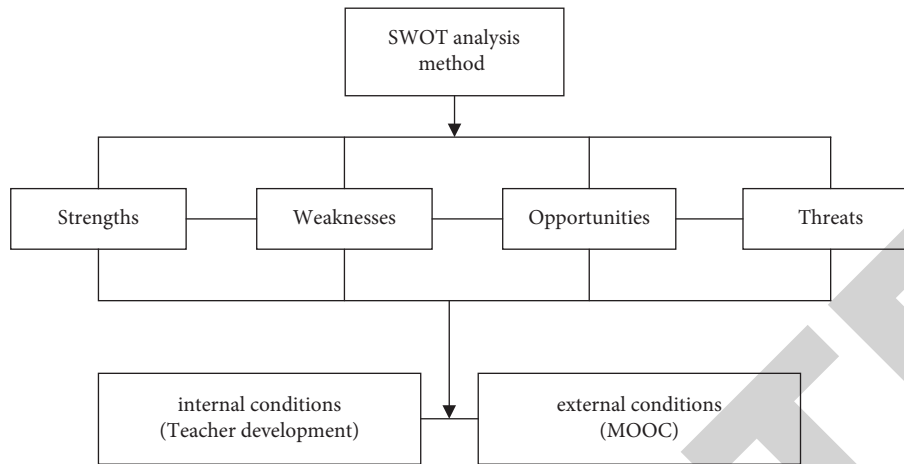 SWOT analysis
method
Strengths
Weaknesses
Opportunities
Threats
internal conditions
(Teacher development)
external conditions
(MOOC)